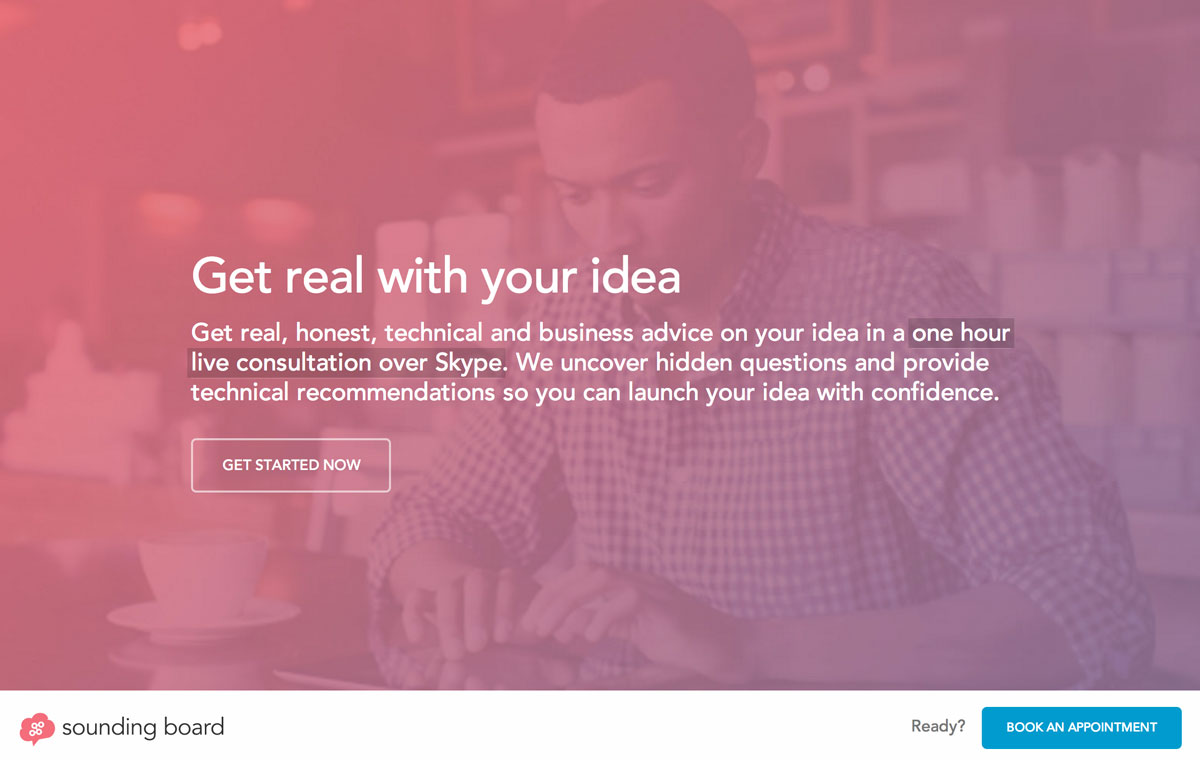 Get real with your idea
Get real, honest, technical and business advice on your idea in a one hour
live consultation over Skype. We uncover hidden questions and provide
technical recommendations so you can launch your idea with confidence.
GET STARTED NOW
sounding board
Ready?
BOOK AN APPOINTMENT